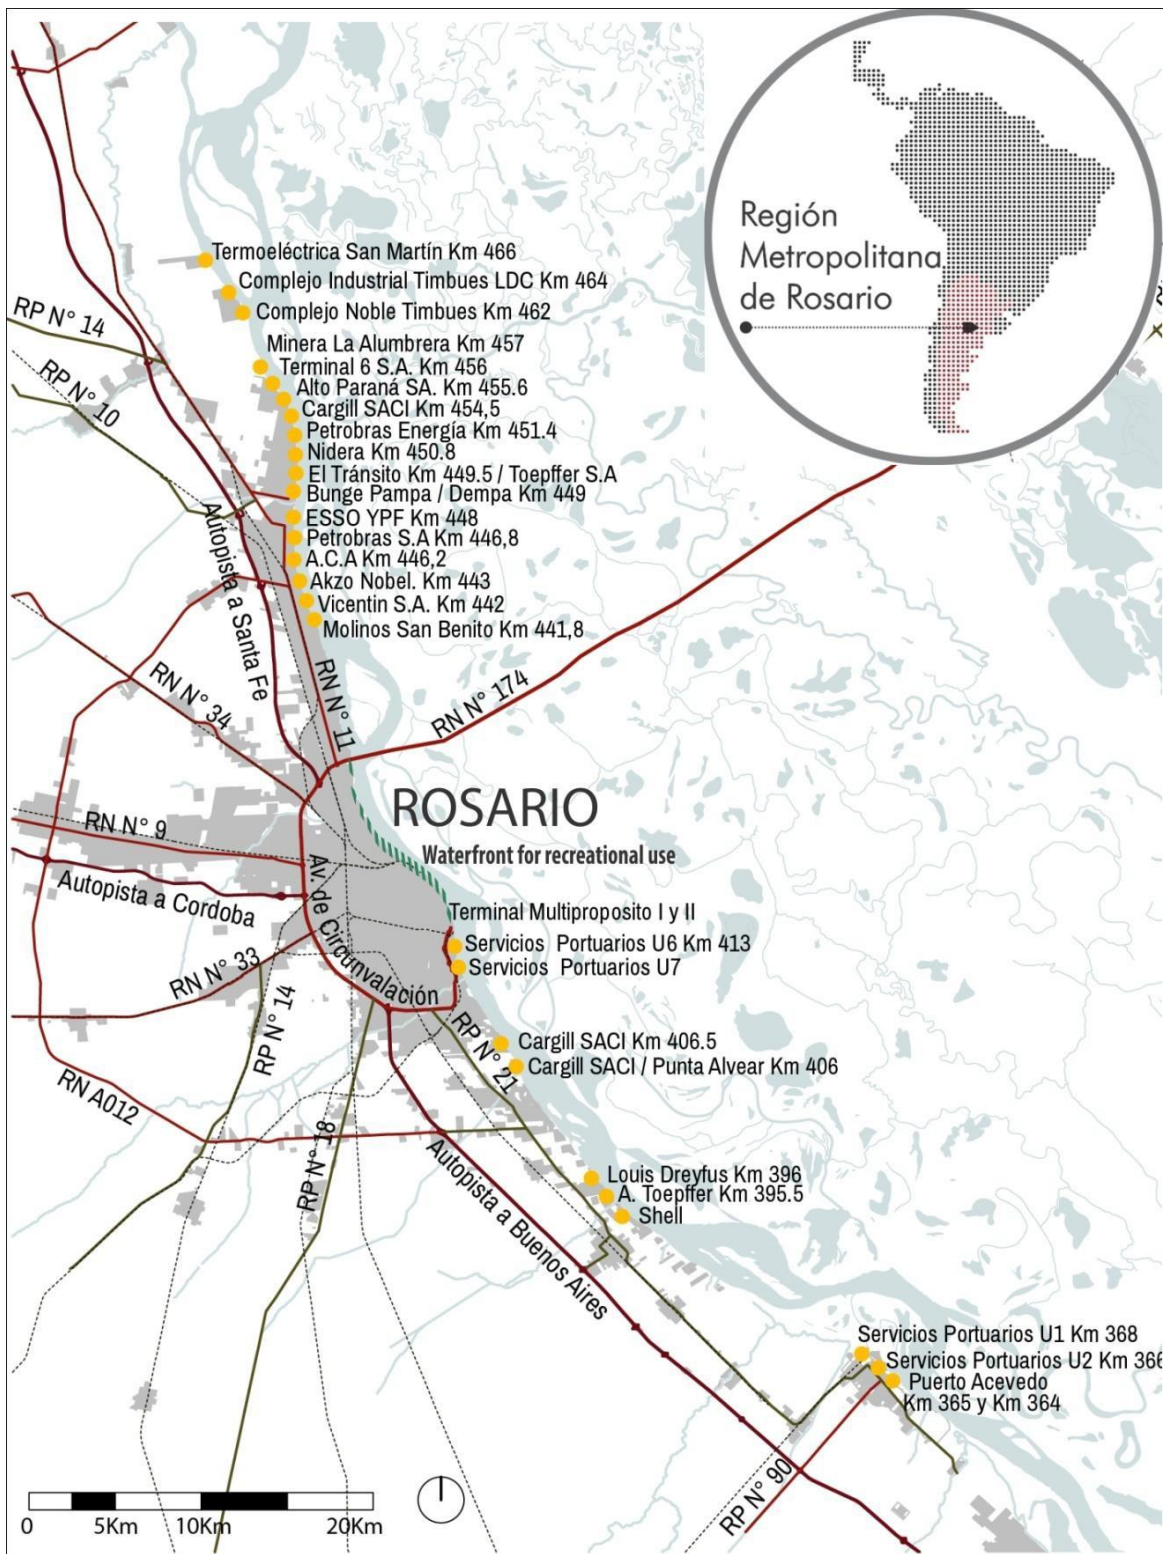 Región
Metropolitana
de Rosario
Termoeléctrica San Martín Km 466
Complejo Industrial Timbues LDC Km 464
Complejo Noble Timbues Km 462
RP N° 14
Minera La Alumbrera Km 457
Terminal 6 S.A. Km 456
RP N° 10
Alto Paraná SA. Km 455.6
Cargill SACI Km 454,5
Petrobras Energía Km 451.4
Nidera Km 450.8
El Tránsito Km 449.5 / Toepffer S.A
Bunge Pampa / Dempa Km 449
ESSO YPF Km 448
Petrobras S.A Km 446,8
A.C.A Km 446,2
Akzo Nobel. Km 443
Vicentin S.A. Km 442
Molinos San Benito Km 441,8
Autopista a Santa Fe
RN N° 34
RN N° 11
RN N° 174
ROSARIO
Waterfront for recreational use
RN N° 9
Autopista a Cordoba
Av. de Circunvalación
Terminal Multiproposito I y II
Servicios Portuarios U6 Km 413
Servicios Portuarios U7
RN N° 33
RP N° 14
RP N° 21
Cargill SACI Km 406.5
Cargill SACI / Punta Alvear Km 406
RN A012
RP N° 18
Autopista a Buenos Aires
Louis Dreyfus Km 396
A. Toepffer Km 395.5
Shell
Servicios Portuarios U1 Km 368
Servicios Portuarios U2 Km 366
Puerto Acevedo
Km 365 y Km 364
RP N° 90
0 5Km 10Km 20Km